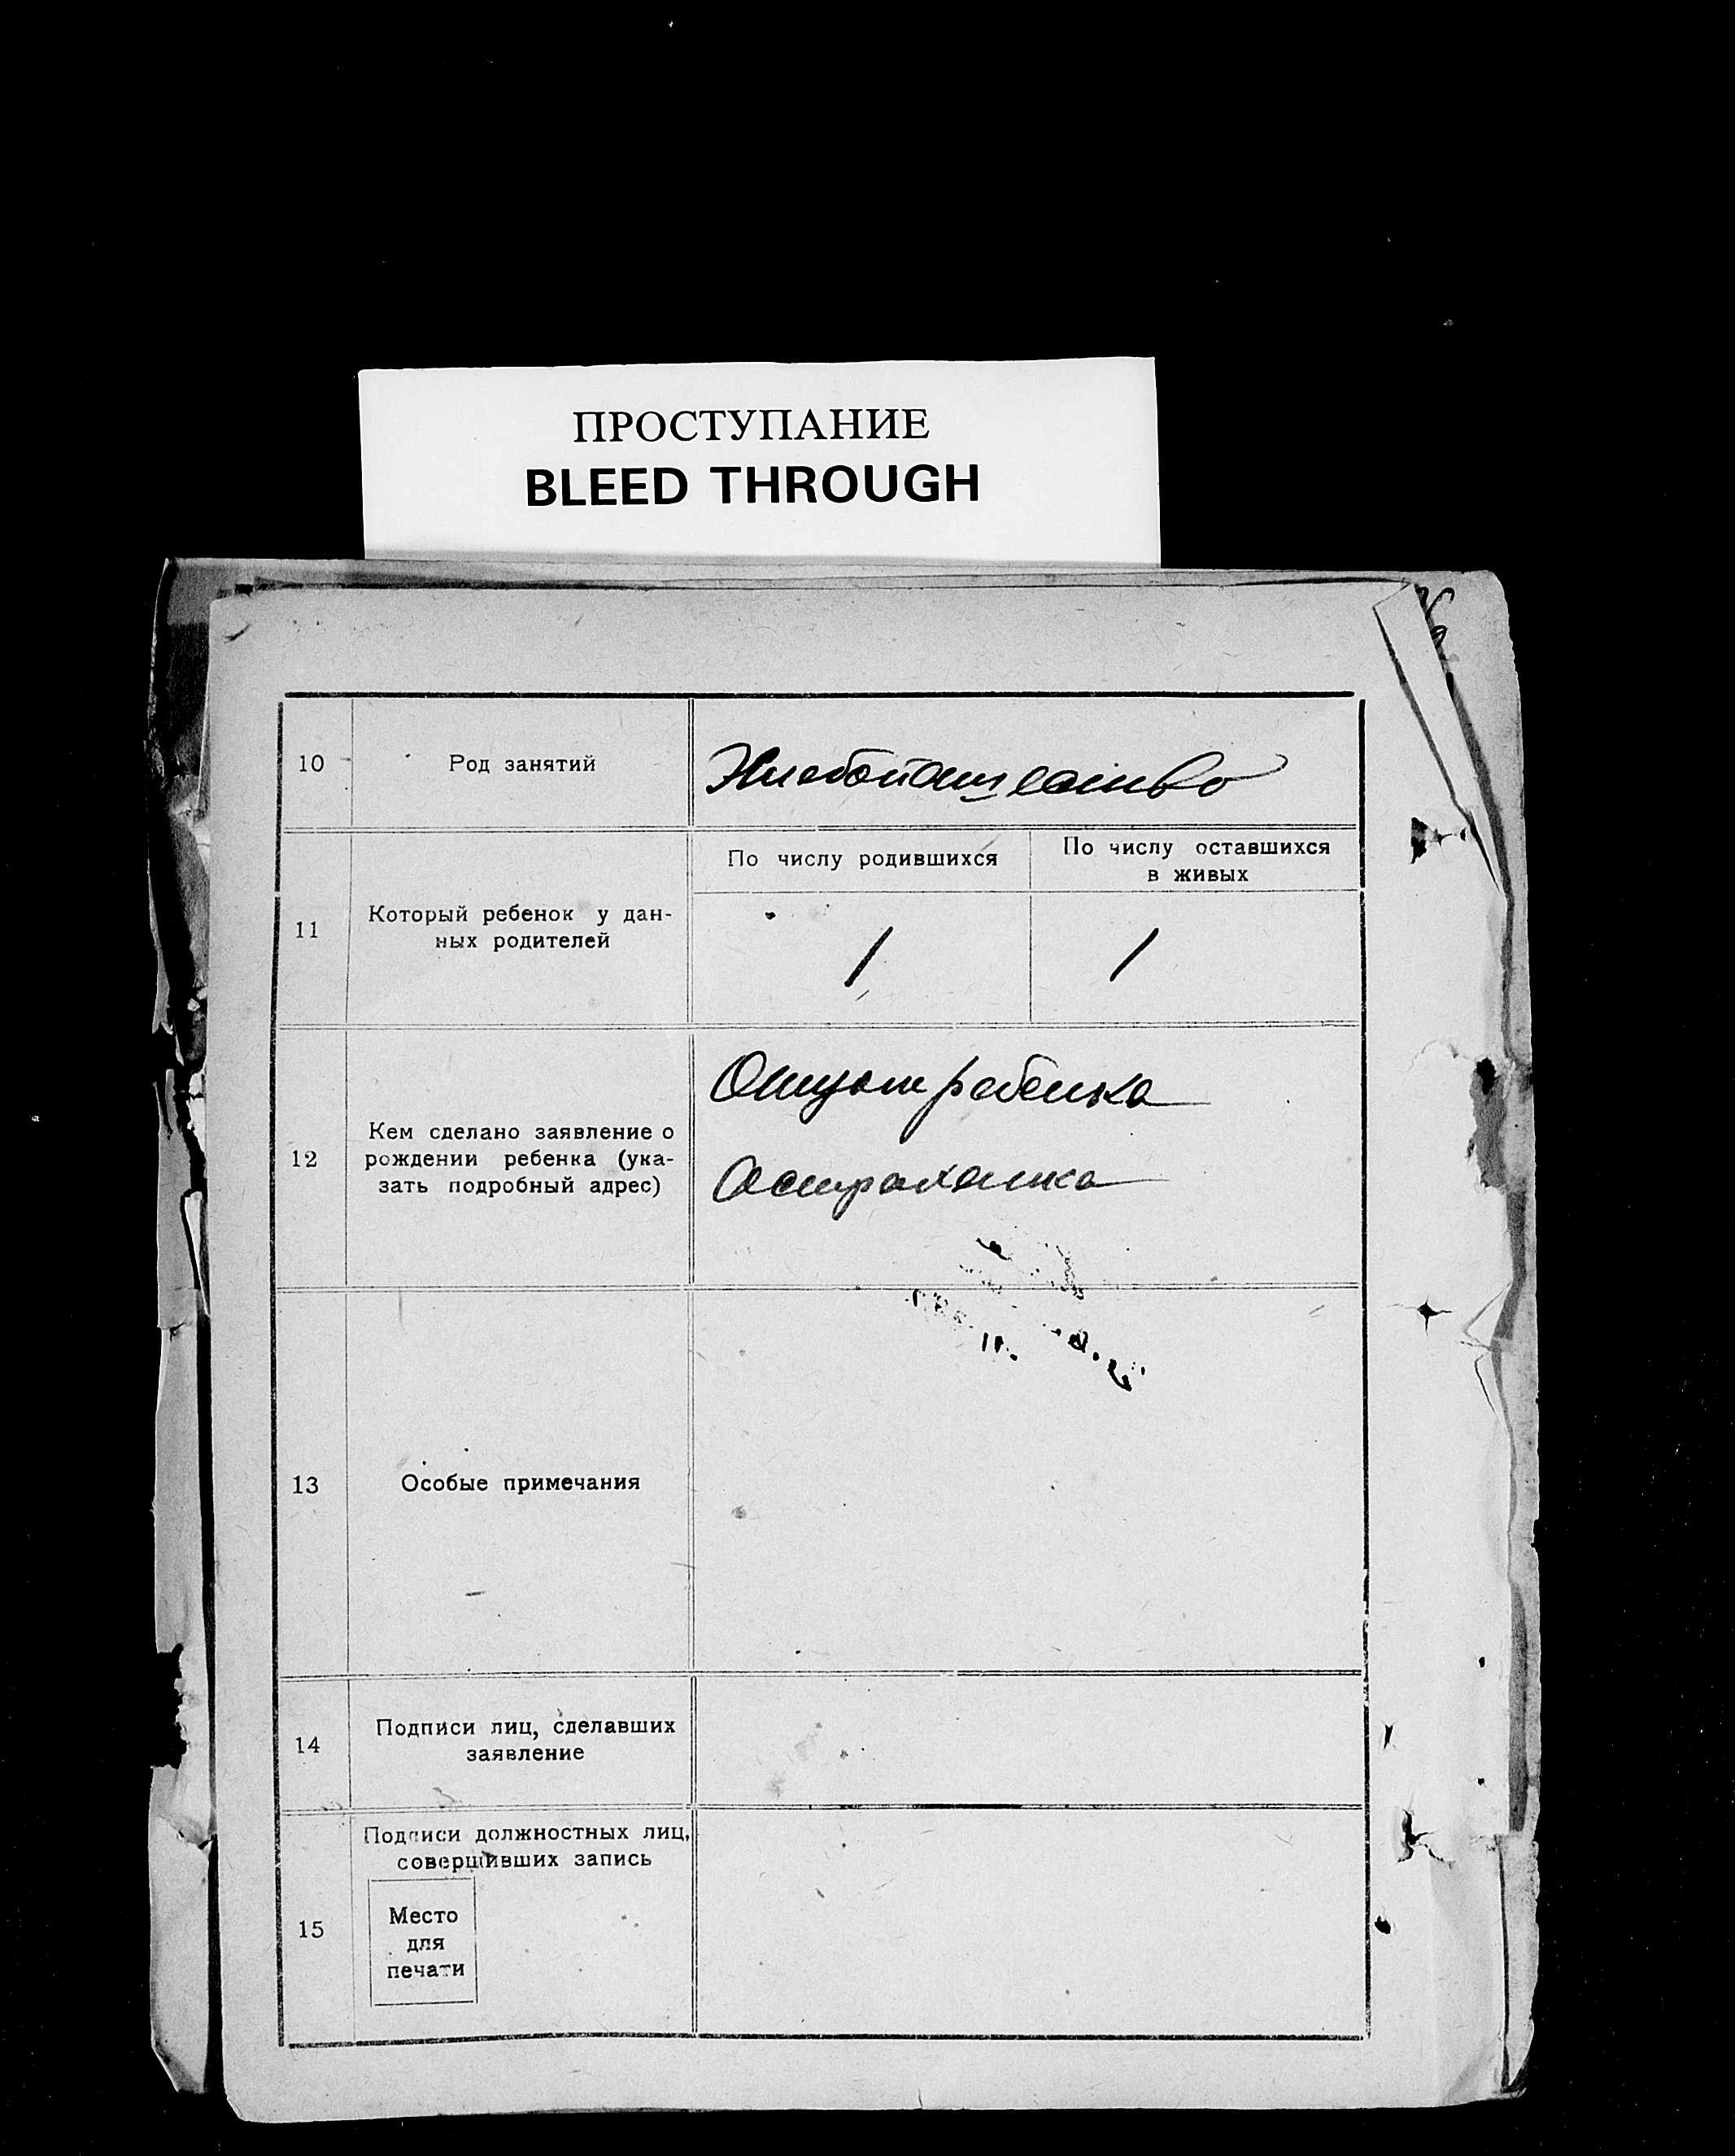 ПРОСТУПАНИЕ
BLEED THROUGH
10
Род занятий
Хлебопашество
11
Который ребенок у дан-
ных родителей
По числу родившихся
По числу оставшихся
в живых
1
1
12
Кем сделано заявление о
рождении ребенка (ука-
зать подробный адрес)
Отцом ребенка
Астраханка
13
Особые примечания
14
Подписи лиц, сделавших
заявление
15
Подписи должностных лиц,
совершивших запись
Место
для
печати